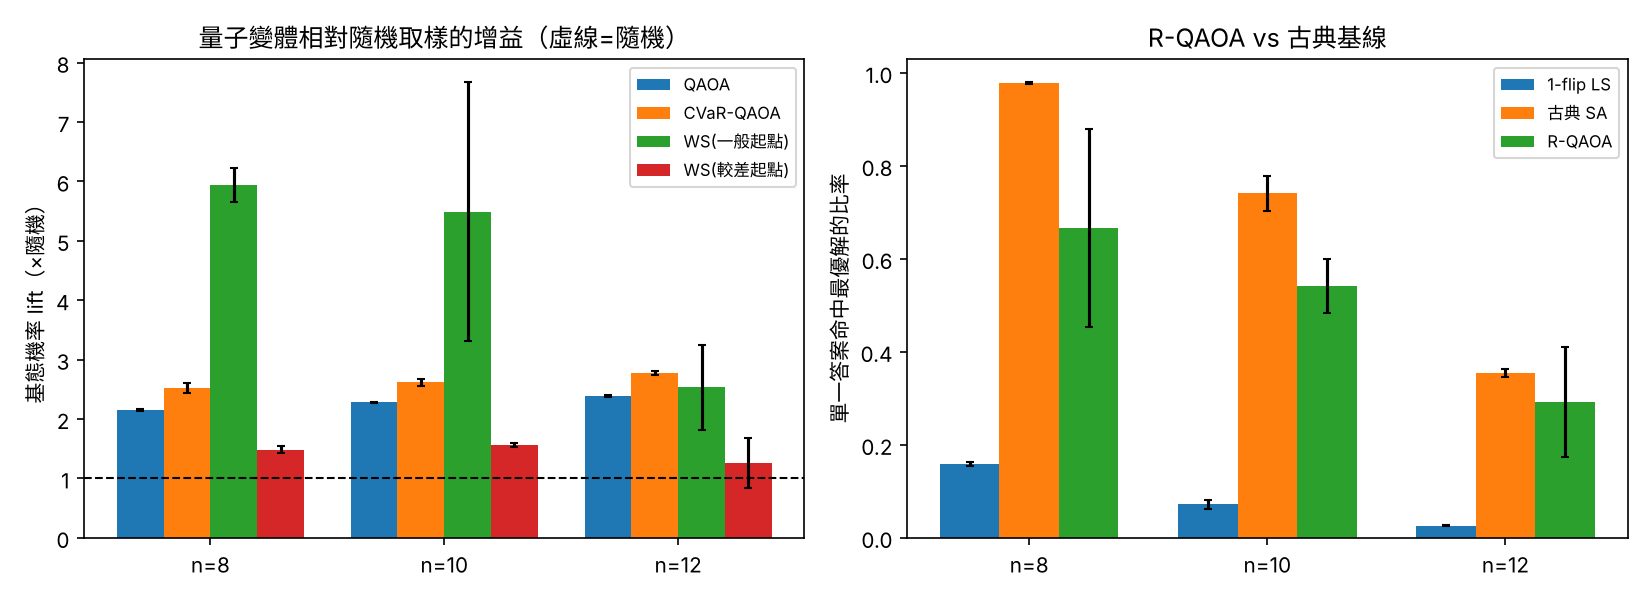 量子變體相對隨機取樣的增益（虛線=隨機）
基態機率 lift（×隨機）
8
7
6
5
4
3
2
1
0
n=8
n=10
n=12
QAOA
CVaR-QAOA
WS(一般起點)
WS(較差起點)
R-QAOA vs 古典基線
單一答案命中最優解的比率
1.0
0.8
0.6
0.4
0.2
0.0
n=8
n=10
n=12
1-flip LS
古典 SA
R-QAOA